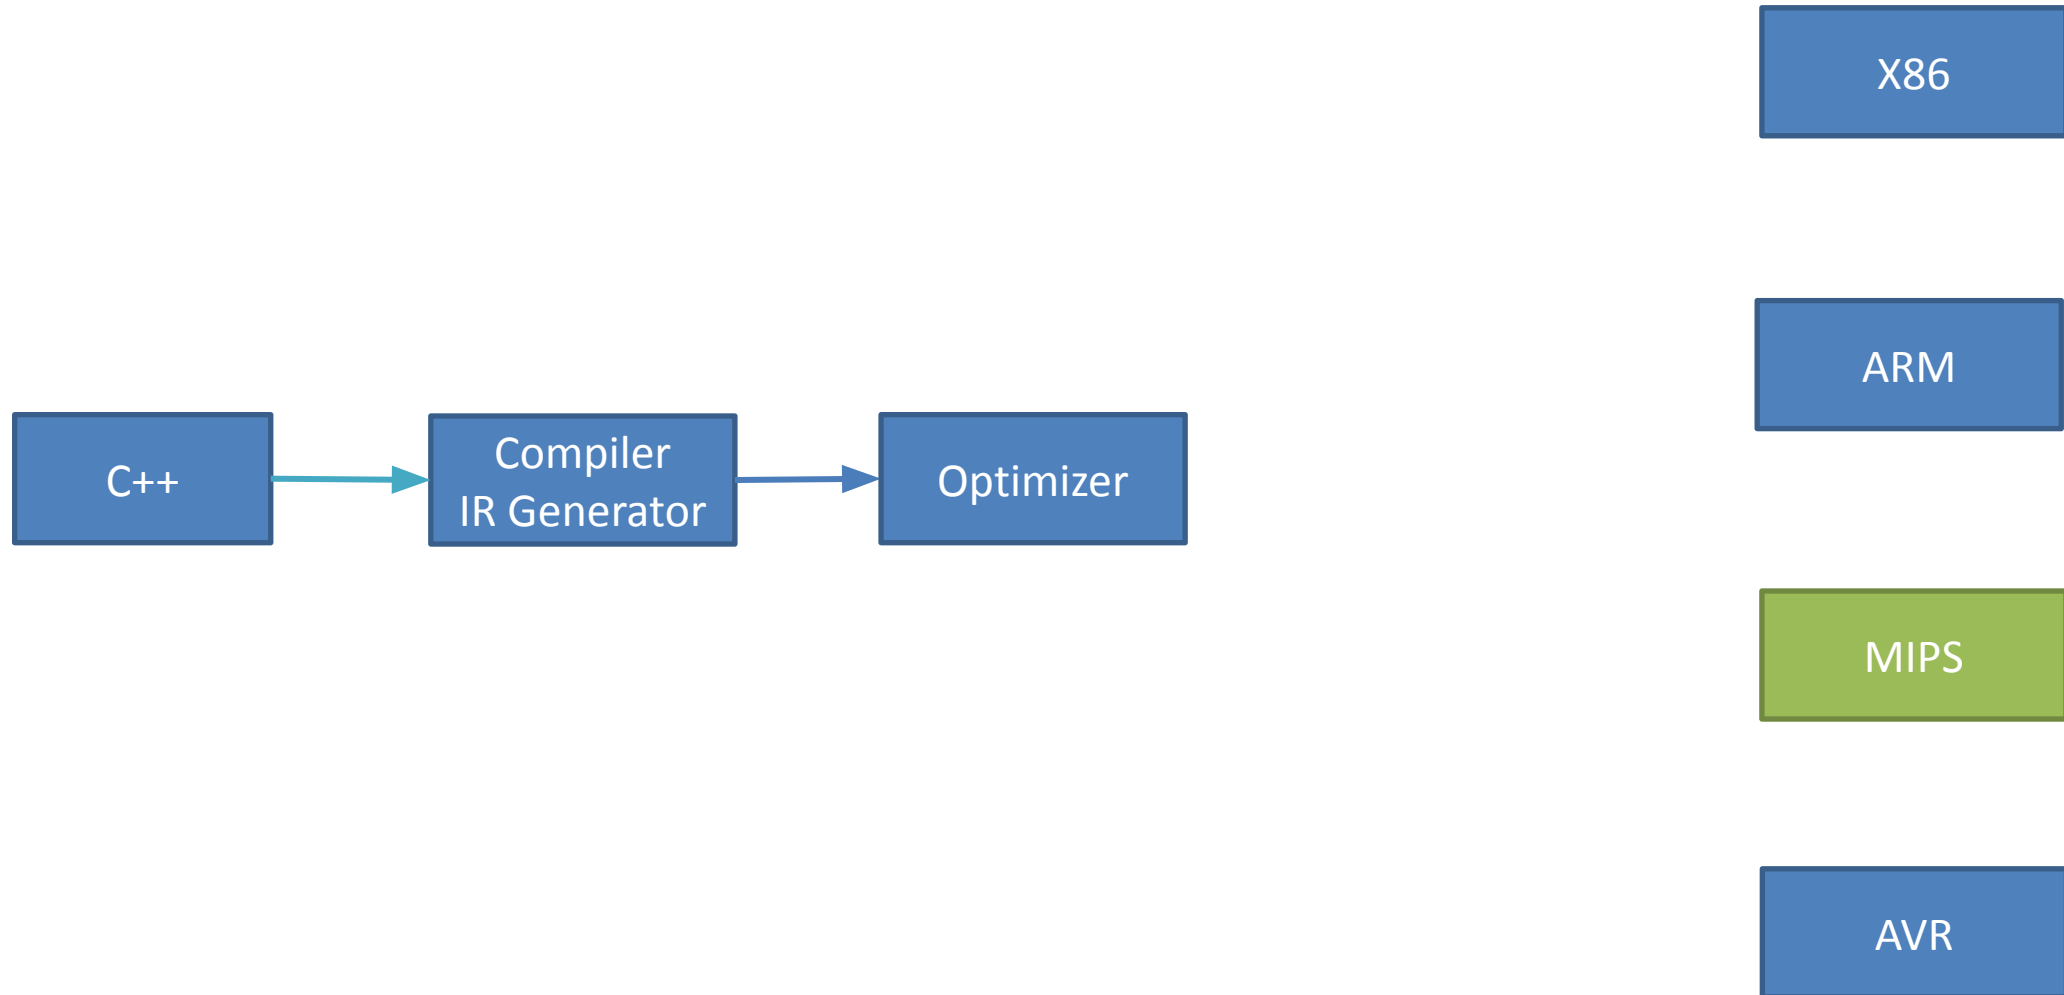 X86
ARM
C++
Compiler
IR Generator
Optimizer
MIPS
AVR